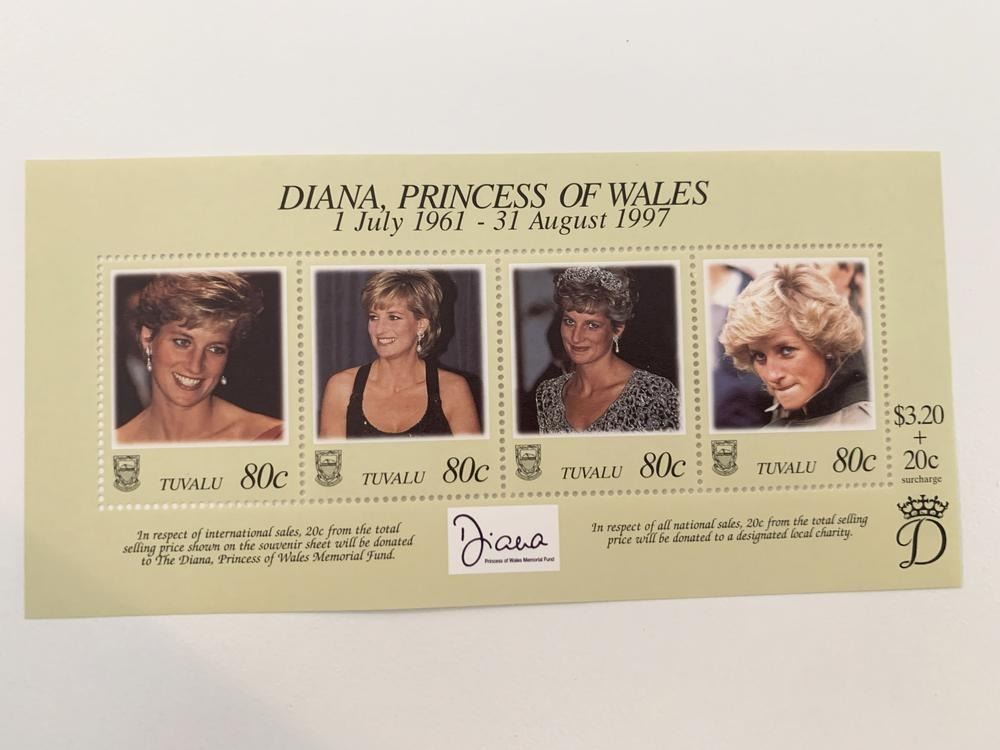 DIANA, PRINCESS OF WALES
1 July 1961 - 31 August 1997
TUVALU 80c
TUVALU 80c
TUVALU 80c
TUVALU 80c
$3.20
+
20c
surcharge
In respect of international sales, 20c from the total
selling price shown on the souvenir sheet will be donated
to The Diana, Princess of Wales Memorial Fund.
Diana
Princess of Wales Memorial Fund
In respect of all national sales, 20c from the total selling
price will be donated to a designated local charity.
D